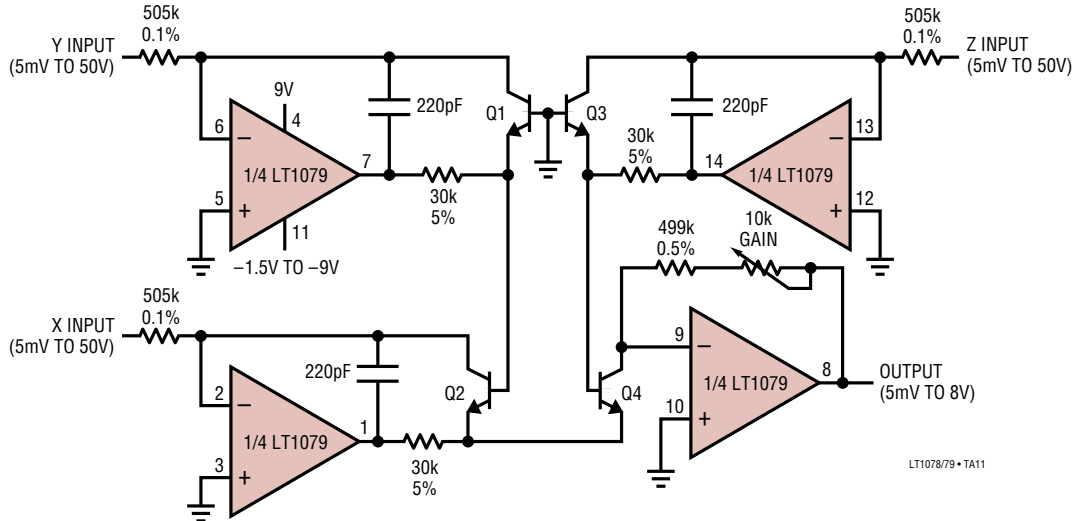 505k
0.1%
Y INPUT
(5mV TO 50V)
505k
0.1%
Z INPUT
(5mV TO 50V)
9V
4
220pF
Q1
Q3
220pF
6
–
13
–
1/4 LT1079
7
30k
5%
30k
5%
14
1/4 LT1079
5
+
12
+
11
–1.5V TO –9V
499k
0.5%
10k
GAIN
505k
0.1%
X INPUT
(5mV TO 50V)
220pF
Q2
Q4
9
–
2
–
1/4 LT1079
8
OUTPUT
(5mV TO 8V)
10
+
1/4 LT1079
1
30k
5%
3
+
LT1078/79 • TA11